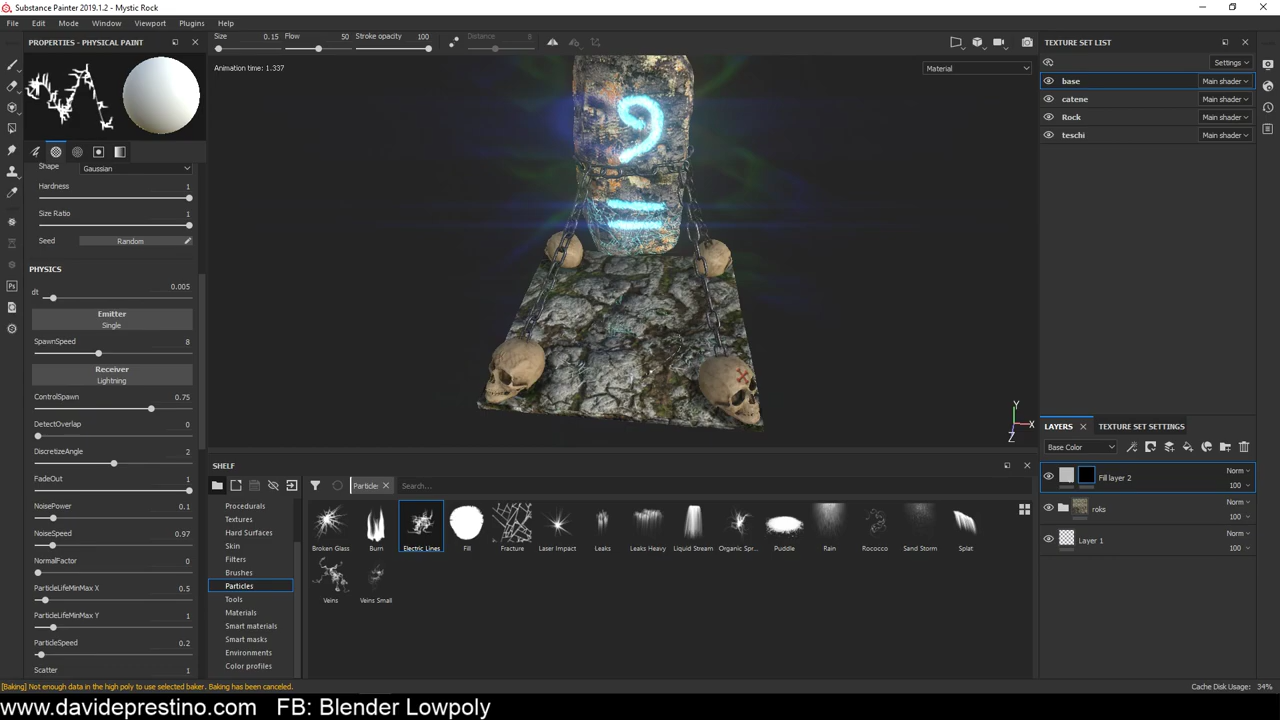 Substance Painter 2019.1.2 - Mystic Rock
File Edit Mode Window Viewport Plugins Help
PROPERTIES - PHYSICAL PAINT
Size 0.15 Flow 50 Stroke opacity 100 Distance 8
Animation time: 1.337
Material
Shape Gaussian
Hardness 1
Size Ratio 1
Seed Random
PHYSICS
dt 0.005
Emitter
Single
SpawnSpeed 8
Receiver
Lightning
ControlSpawn 0.75
DetectOverlap 0
DiscretizeAngle 2
FadeOut 1
NoisePower 0.1
NoiseSpeed 0.97
NormalFactor 0
ParticleLifeMinMax X 0.5
ParticleLifeMinMax Y 1
ParticleSpeed 0.2
Scatter 1
Y
X
Z
SHELF
Particle Search...
Procedurals
Textures
Hard Surfaces
Skin
Filters
Brushes
Particles
Tools
Materials
Smart materials
Smart masks
Environments
Color profiles
Broken Glass Burn Electric Lines Fill Fracture Laser Impact Leaks Leaks Heavy Liquid Stream Organic Spr... Puddle Rain Rococco Sand Storm Splat
Veins Veins Small
TEXTURE SET LIST
Settings
base Main shader
catene Main shader
Rock Main shader
teschi Main shader
LAYERS TEXTURE SET SETTINGS
Base Color
Fill layer 2 Norm 100
roks Norm 100
Layer 1 Norm 100
[Baking] Not enough data in the high poly to use selected baker. Baking has been canceled.
Cache Disk Usage: 34%
www.davideprestino.com FB: Blender Lowpoly